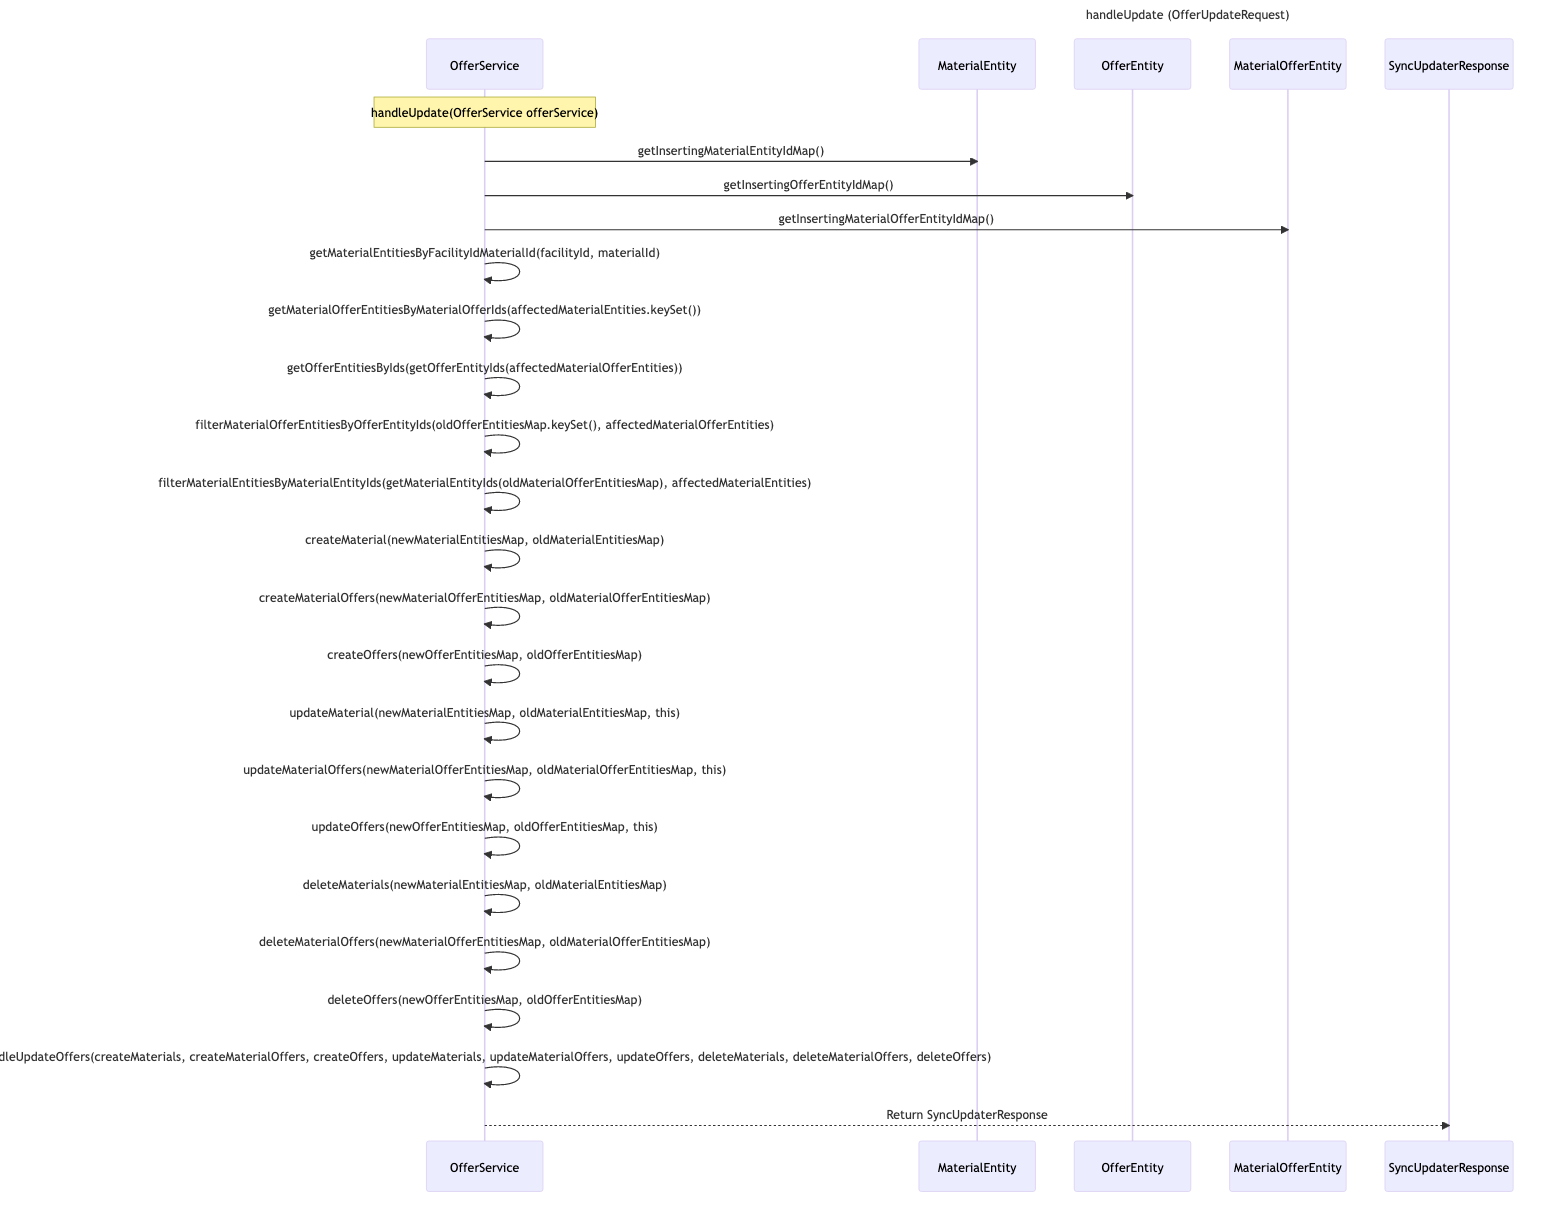 handleUpdate (OfferUpdateRequest)
OfferService
MaterialEntity
OfferEntity
MaterialOfferEntity
SyncUpdaterResponse
handleUpdate(OfferService offerService)
getInsertingMaterialEntityIdMap()
getInsertingOfferEntityIdMap()
getInsertingMaterialOfferEntityIdMap()
getMaterialEntitiesByFacilityIdMaterialId(facilityId, materialId)
getMaterialOfferEntitiesByMaterialOfferIds(affectedMaterialEntities.keySet())
getOfferEntitiesByIds(getOfferEntityIds(affectedMaterialOfferEntities))
filterMaterialOfferEntitiesByOfferEntityIds(oldOfferEntitiesMap.keySet(), affectedMaterialOfferEntities)
filterMaterialEntitiesByMaterialEntityIds(getMaterialEntityIds(oldMaterialOfferEntitiesMap), affectedMaterialEntities)
createMaterial(newMaterialEntitiesMap, oldMaterialEntitiesMap)
createMaterialOffers(newMaterialOfferEntitiesMap, oldMaterialOfferEntitiesMap)
createOffers(newOfferEntitiesMap, oldOfferEntitiesMap)
updateMaterial(newMaterialEntitiesMap, oldMaterialEntitiesMap, this)
updateMaterialOffers(newMaterialOfferEntitiesMap, oldMaterialOfferEntitiesMap, this)
updateOffers(newOfferEntitiesMap, oldOfferEntitiesMap, this)
deleteMaterials(newMaterialEntitiesMap, oldMaterialEntitiesMap)
deleteMaterialOffers(newMaterialOfferEntitiesMap, oldMaterialOfferEntitiesMap)
deleteOffers(newOfferEntitiesMap, oldOfferEntitiesMap)
dleUpdateOffers(createMaterials, createMaterialOffers, createOffers, updateMaterials, updateMaterialOffers, updateOffers, deleteMaterials, deleteMaterialOffers, deleteOffers)
Return SyncUpdaterResponse
OfferService
MaterialEntity
OfferEntity
MaterialOfferEntity
SyncUpdaterResponse